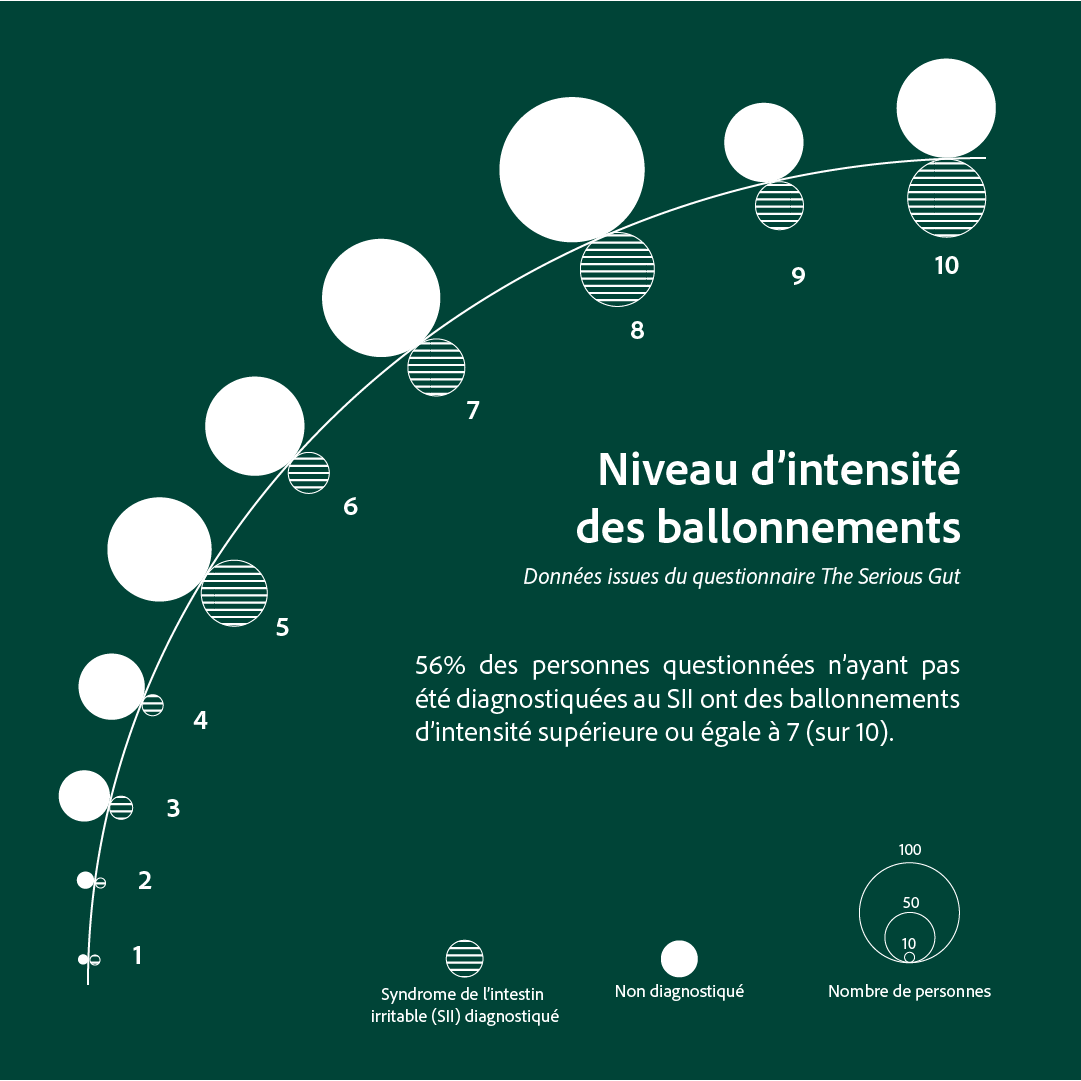 10
9
8
7
6
5
4
3
2
1
Niveau d’intensité
des ballonnements
Données issues du questionnaire The Serious Gut
56% des personnes questionnées n’ayant pas
été diagnostiquées au SII ont des ballonnements
d’intensité supérieure ou égale à 7 (sur 10).
Syndrome de l’intestin
irritable (SII) diagnostiqué
Non diagnostiqué
100
50
10
Nombre de personnes